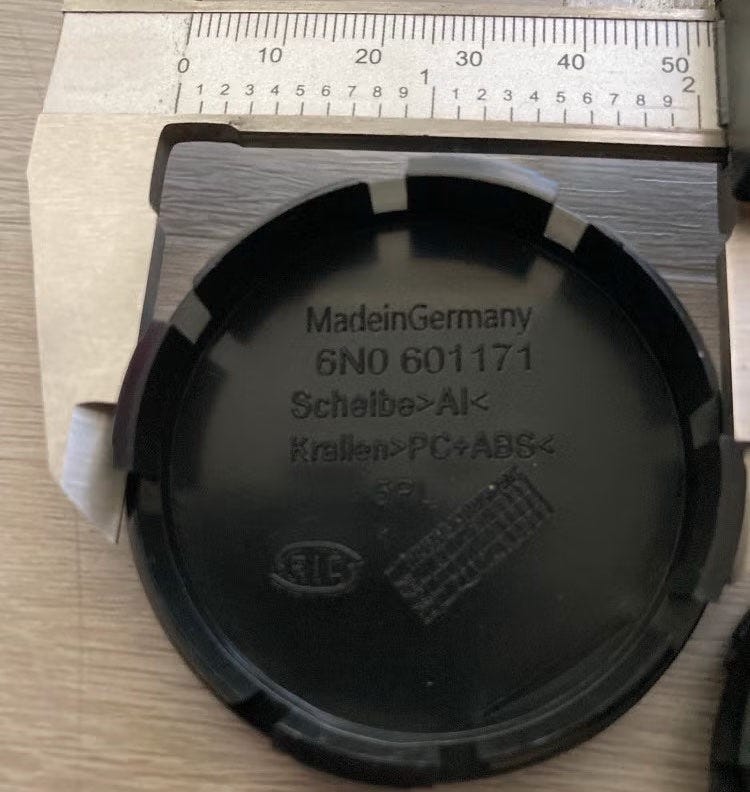 10 20 30 40 50
0 1 2
1 2 3 4 5 6 7 8 9 1 2 3 4 5 6 7 8 9
MadeinGermany
6N0 601171
Scheibe>Al<
Krallen>PC+ABS<